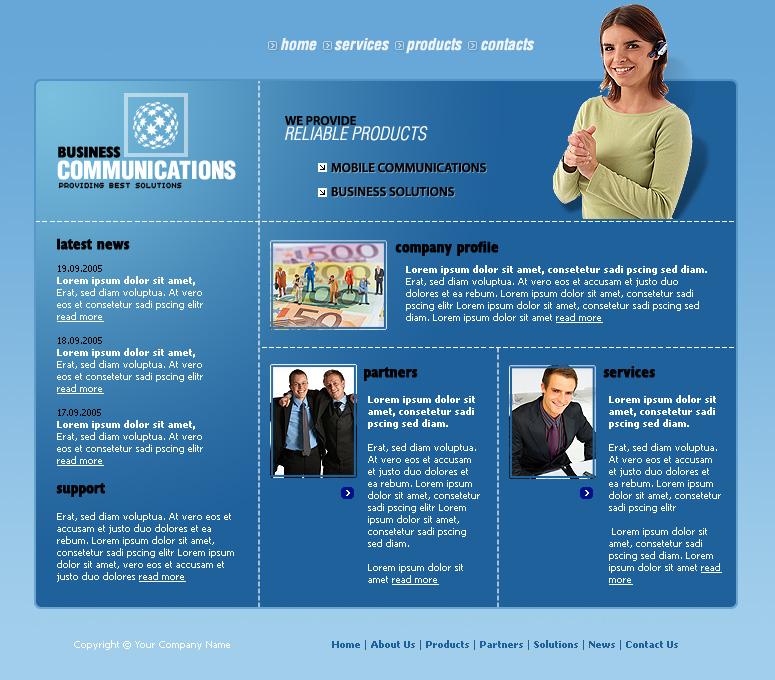 home services products contacts
BUSINESS
COMMUNICATIONS
PROVIDING BEST SOLUTIONS
WE PROVIDE
RELIABLE PRODUCTS
MOBILE COMMUNICATIONS
BUSINESS SOLUTIONS
latest news
19.09.2005
Lorem ipsum dolor sit amet,
Erat, sed diam voluptua. At vero
eos et consetetur sadi pscing elitr
read more
18.09.2005
Lorem ipsum dolor sit amet,
Erat, sed diam voluptua. At vero
eos et consetetur sadi pscing elitr
read more
17.09.2005
Lorem ipsum dolor sit amet,
Erat, sed diam voluptua. At vero
eos et consetetur sadi pscing elitr
read more
support
Erat, sed diam voluptua. At vero eos et
accusam et justo duo dolores et ea
rebum. Lorem ipsum dolor sit amet,
consetetur sadi pscing elitr Lorem ipsum
dolor sit amet, vero eos et accusam et
justo duo dolores read more
company profile
Lorem ipsum dolor sit amet, consetetur sadi pscing diam.
Erat, sed diam voluptua. At vero eos et accusam et justo duo
dolores et ea rebum. Lorem ipsum dolor sit amet, consetetur sadi
pscing elitr Lorem ipsum dolor sit amet, consetetur sadi pscing
diam. Lorem ipsum dolor sit amet read more
partners
Lorem ipsum dolor sit
amet, consetetur sadi
pscing sed diam.
Erat, sed diam voluptua.
At vero eos et accusam
et justo duo dolores et
ea rebum. Lorem ipsum
dolor sit amet, consetetur
sadi pscing elitr Lorem
ipsum dolor sit amet,
consetetur sadi pscing
sed diam.
Lorem ipsum dolor sit
amet read more
services
Lorem ipsum dolor sit
amet, consetetur sadi
pscing sed diam.
Erat, sed diam voluptua.
At vero eos et accusam
et justo duo dolores et
ea rebum. Lorem ipsum
dolor sit amet, consetetur
sadi pscing elitr
Lorem ipsum dolor sit
amet, consetetur sadi
pscing sed diam. Lorem
ipsum dolor sit amet read
more
Copyright © Your Company Name
Home | About Us | Products | Partners | Solutions | News | Contact Us